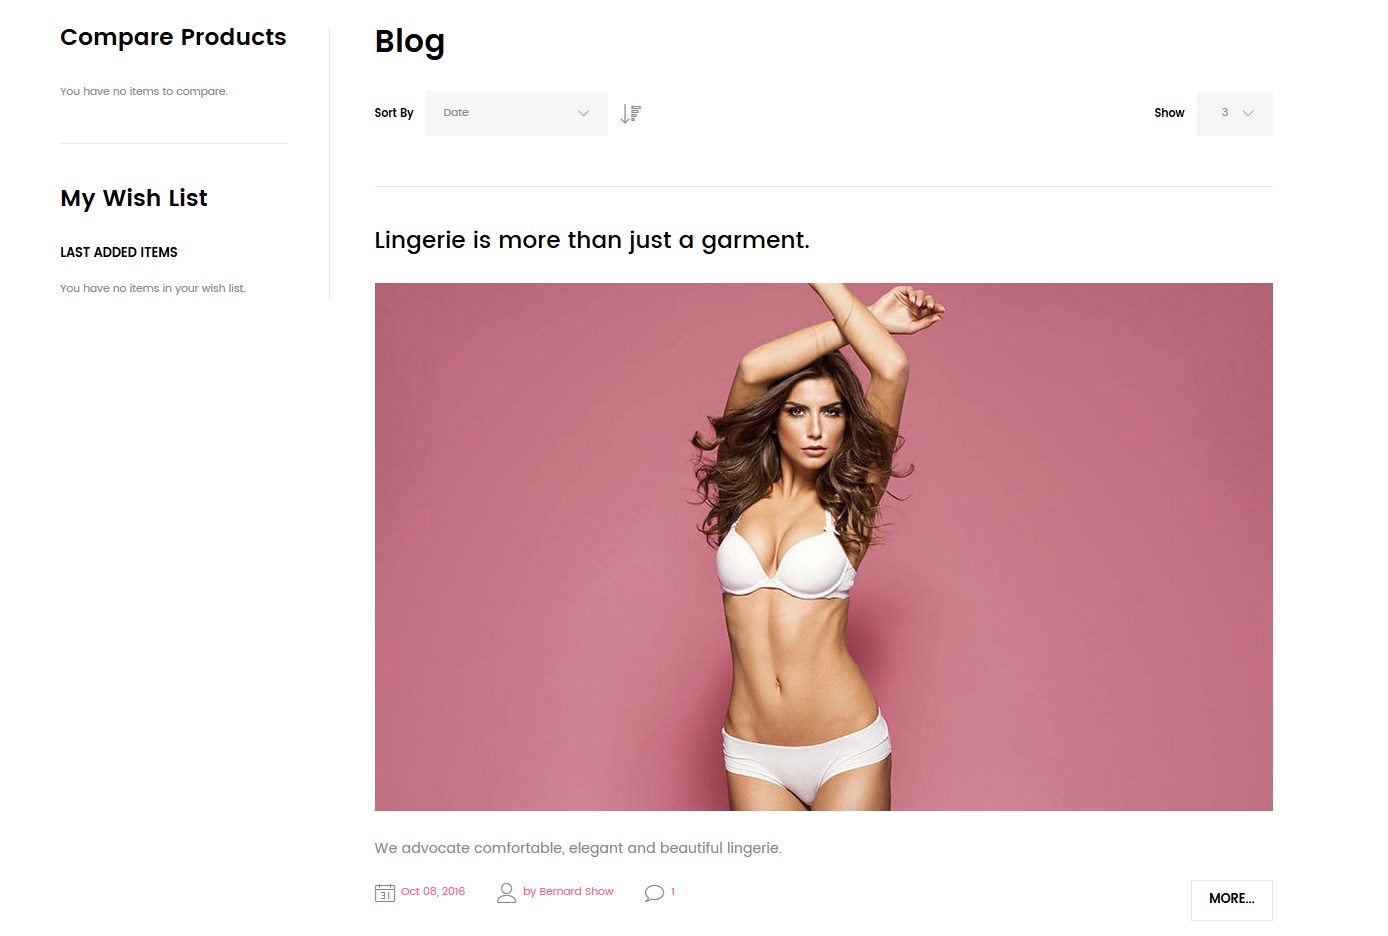 Compare Products
You have no items to compare.
My Wish List
LAST ADDED ITEMS
You have no items in your wish list.
Blog
Sort By
Date
Show
3
Lingerie is more than just a garment.
We advocate comfortable, elegant and beautiful lingerie.
31
Oct 08, 2016
by Bernard Show
1
MORE...